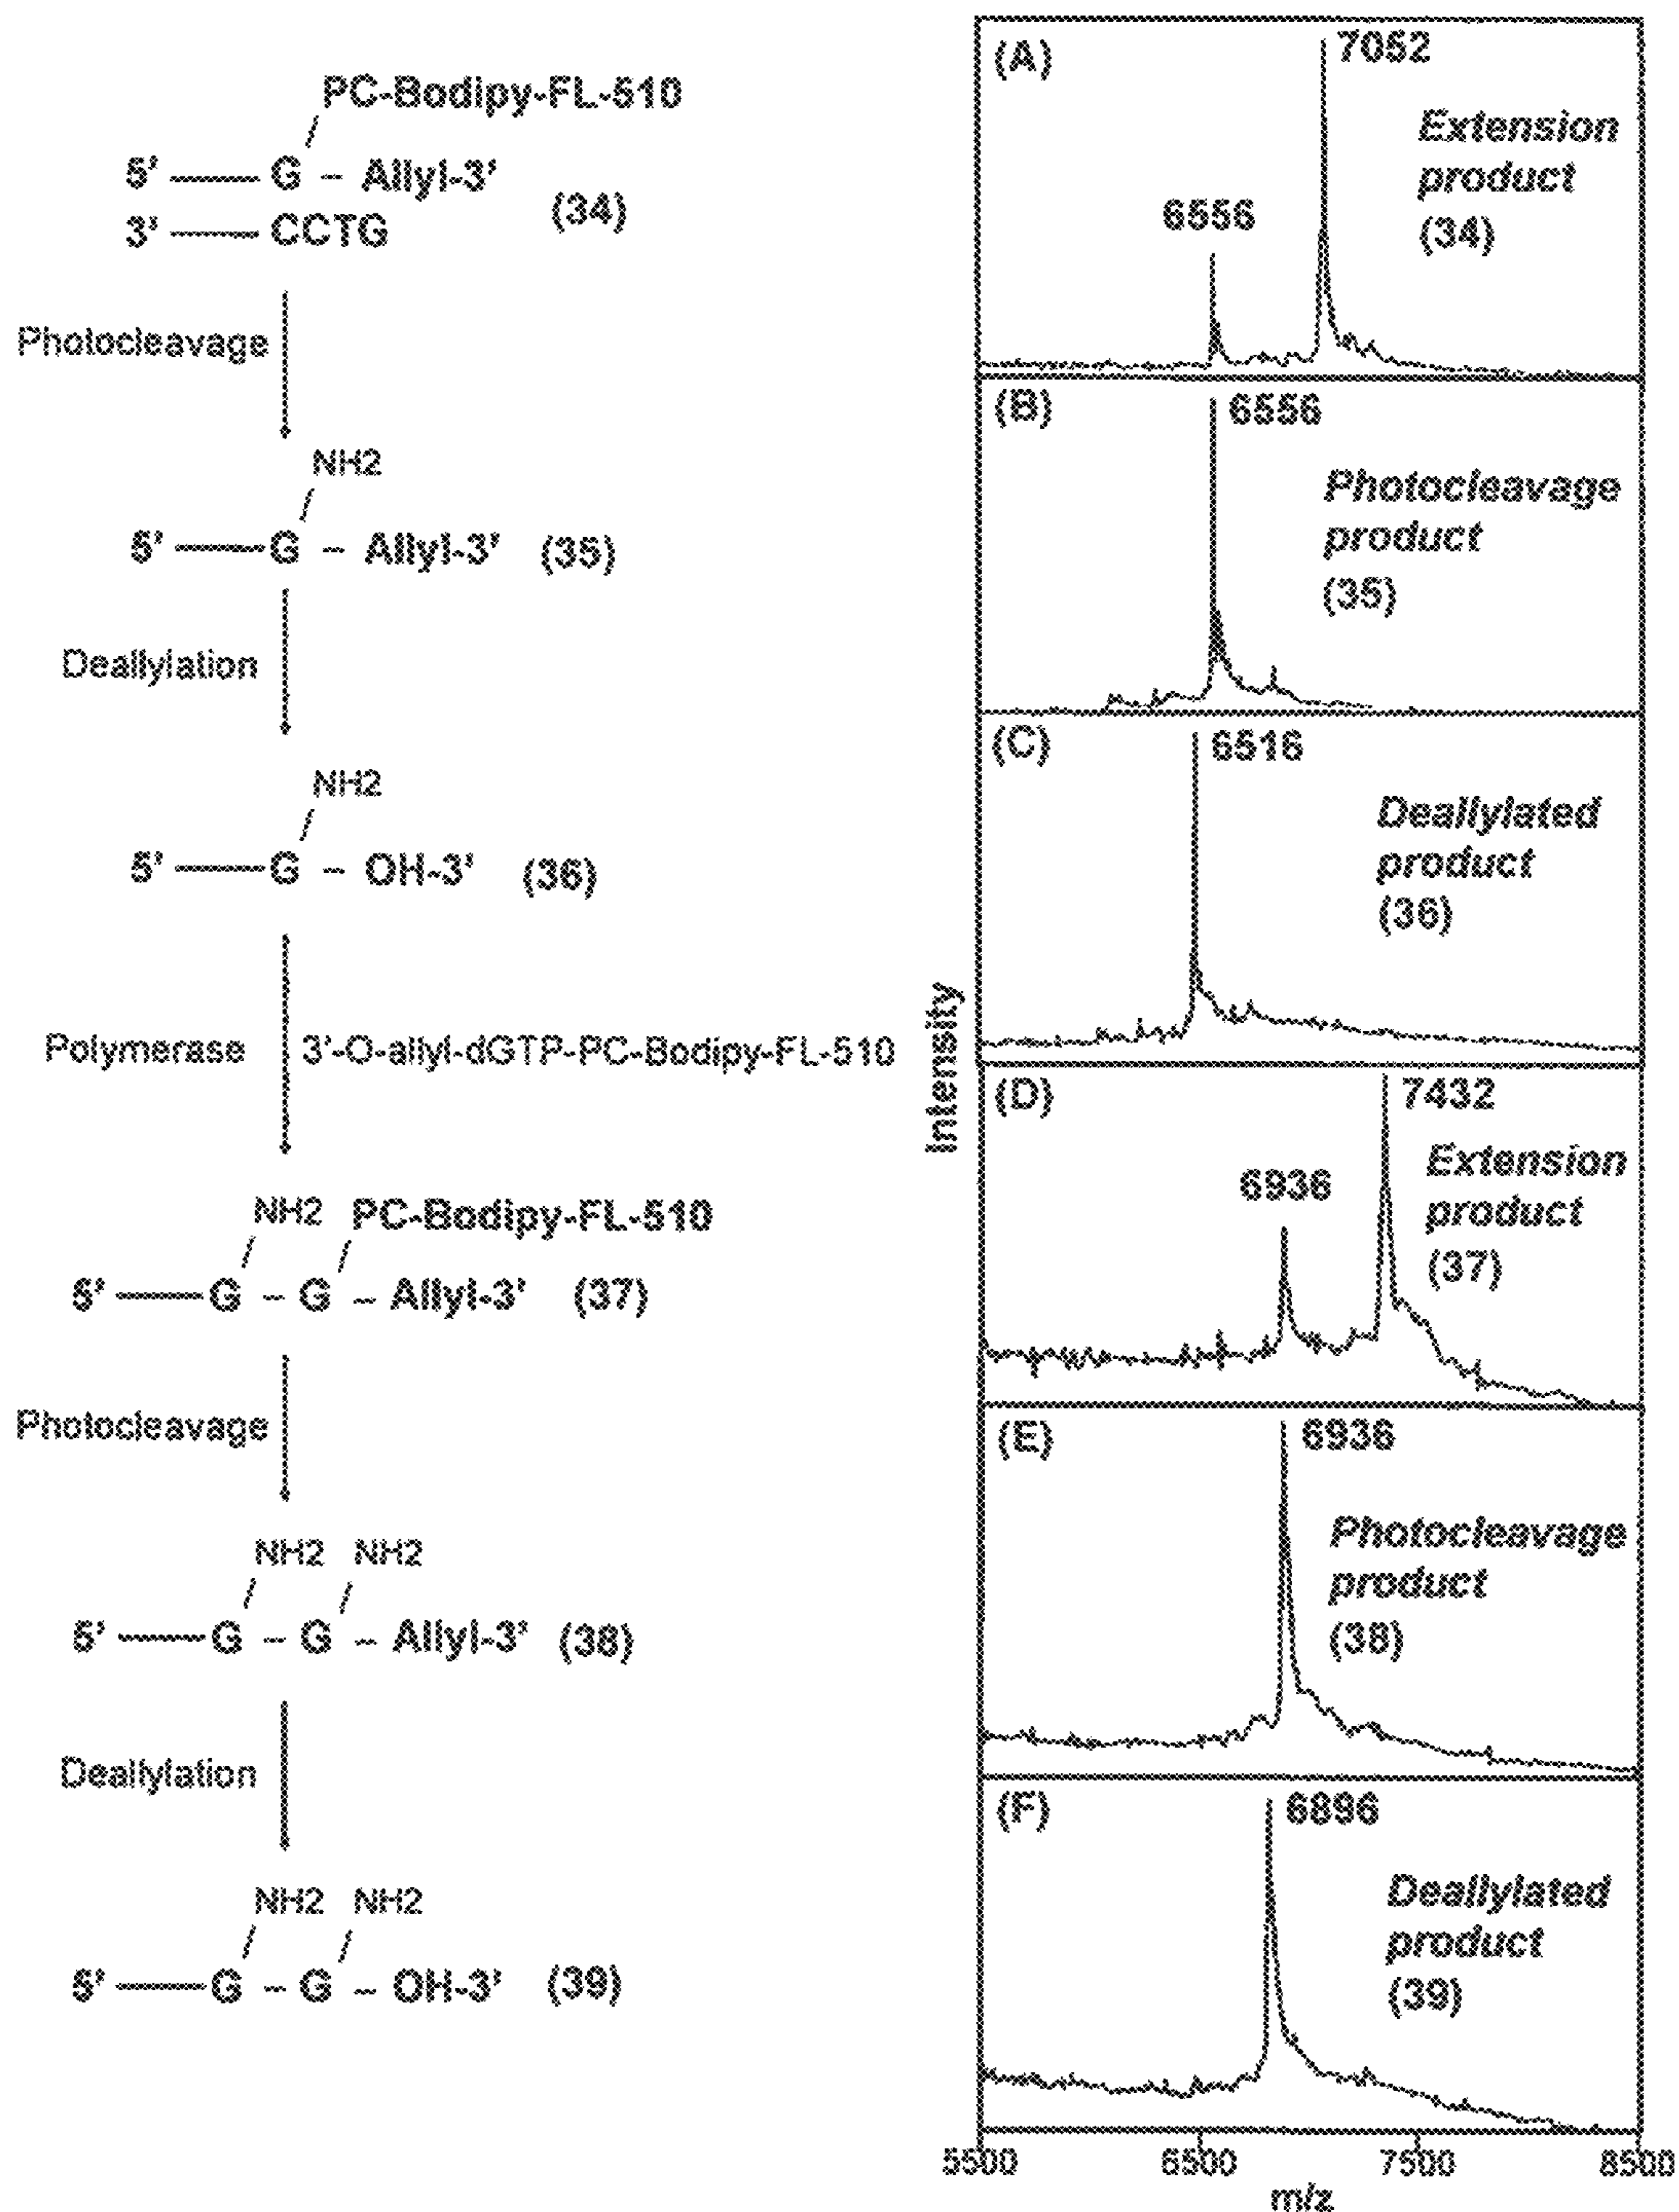 PC-Bodipy-FL-510
/
5' —— G – Allyl-3'
(34)
3' —— CCTG
Photocleavage
NH2
/
5' —— G – Allyl-3' (35)
Deallylation
NH2
/
5' —— G – OH-3' (36)
Polymerase 3'-O-allyl-dGTP-PC-Bodipy-FL-510
NH2 PC-Bodipy-FL-510
/ /
5' —— G – G – Allyl-3' (37)
Photocleavage
NH2 NH2
/ /
5' —— G – G – Allyl-3' (38)
Deallylation
NH2 NH2
/ /
5' —— G – G – OH-3' (39)
Intensity
(A) 7052
Extension
product
(34)
6556
(B) 6556
Photocleavage
product
(35)
(C) 6516
Deallylated
product
(36)
(D) 7432
Extension
product
(37)
6936
(E) 6936
Photocleavage
product
(38)
(F) 6896
Deallylated
product
(39)
5500 6500 7500 8500
m/z